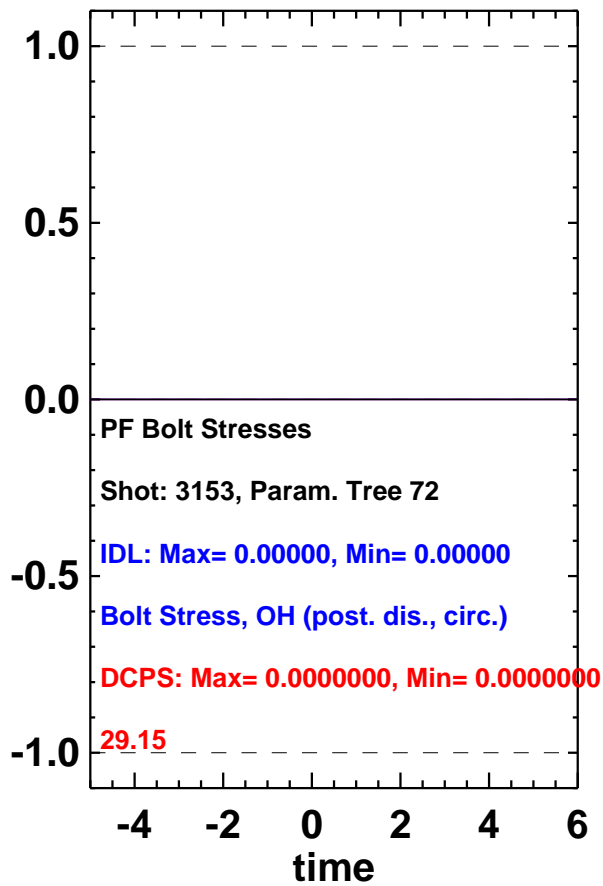 1.0
0.5
0.0
PF Bolt Stresses
Shot: 3153, Param. Tree 72
IDL: Max= 0.00000, Min= 0.00000
-0.5
Bolt Stress, OH (post. dis., circ.)
DCPS: Max= 0.0000000, Min= 0.0000000
29.15
-1.0
-4 -2 0 2 4 6
time